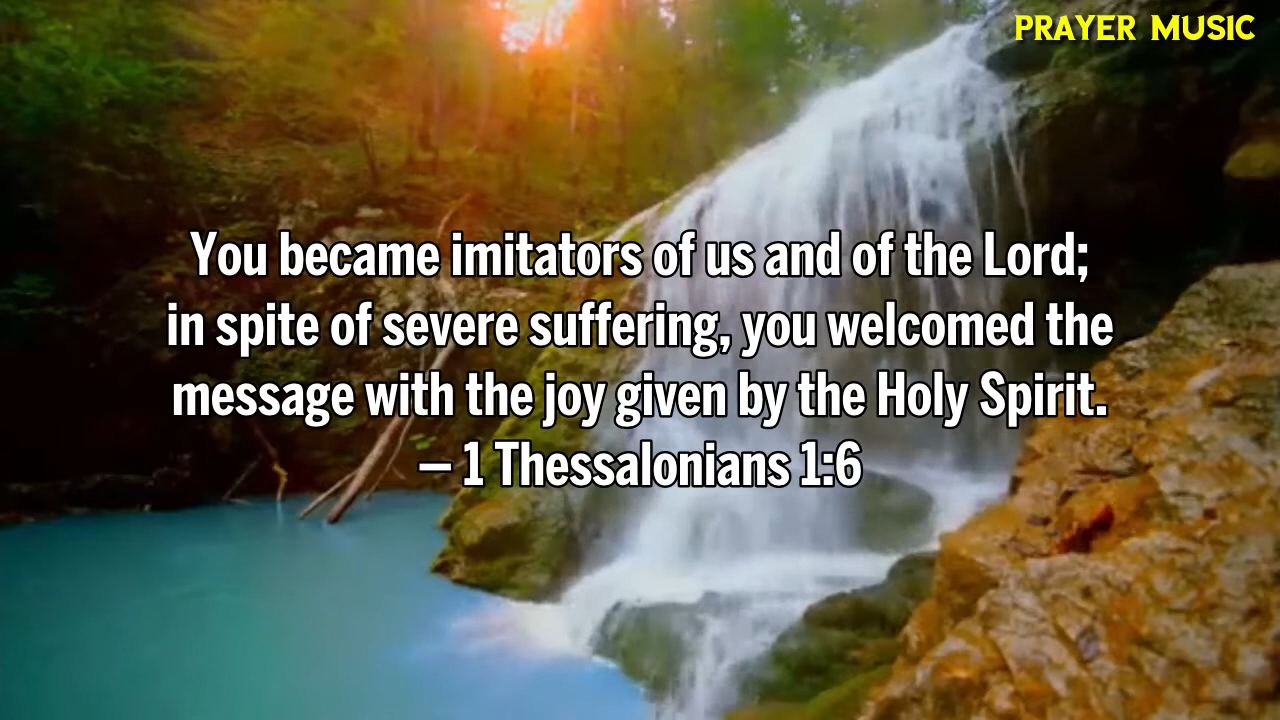 PRAYER MUSIC
You became imitators of us and of the Lord;
in spite of severe suffering, you welcomed the
message with the joy given by the Holy Spirit.
– 1 Thessalonians 1:6